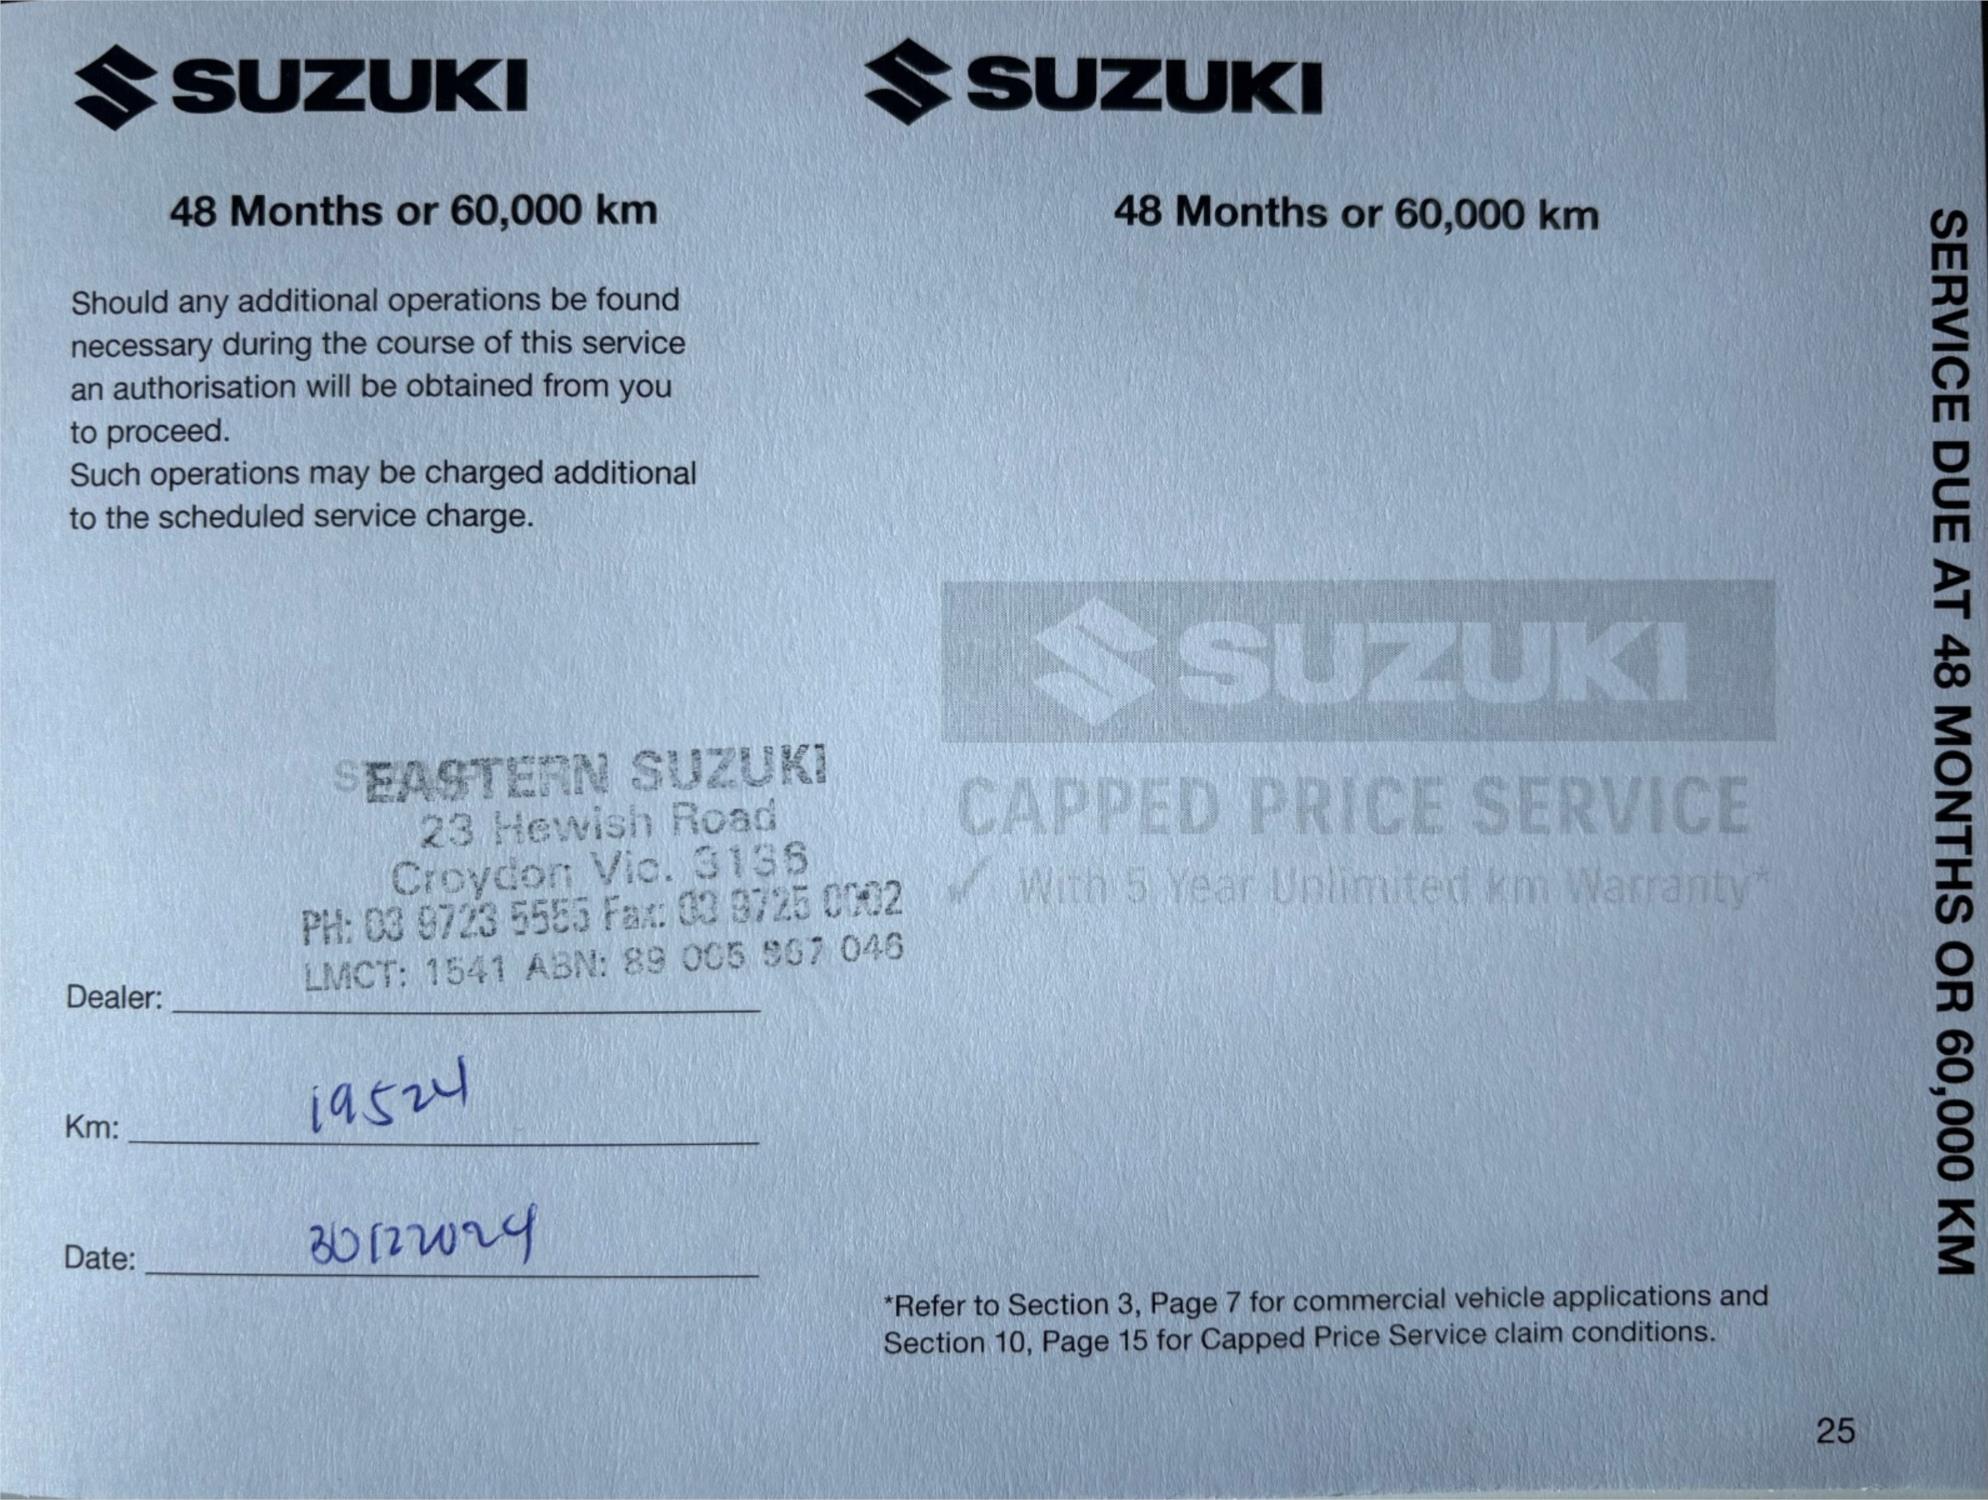 SUZUKI
48 Months or 60,000 km
Should any additional operations be found
necessary during the course of this service
an authorisation will be obtained from you
to proceed.
Such operations may be charged additional
to the scheduled service charge.
EASTERN SUZUKI
23 Hewish Road
Croydon Vic. 3136
PH: 03 9723 5555 Fax: 03 9725 0002
LMCT: 1541 ABN: 89 005 967 046
Dealer:
Km: 19524
Date: 30122024
SUZUKI
48 Months or 60,000 km
SUZUKI
CAPPED PRICE SERVICE
✓ With 5 Year Unlimited km Warranty*
*Refer to Section 3, Page 7 for commercial vehicle applications and
Section 10, Page 15 for Capped Price Service claim conditions.
25
SERVICE DUE AT 48 MONTHS OR 60,000 KM